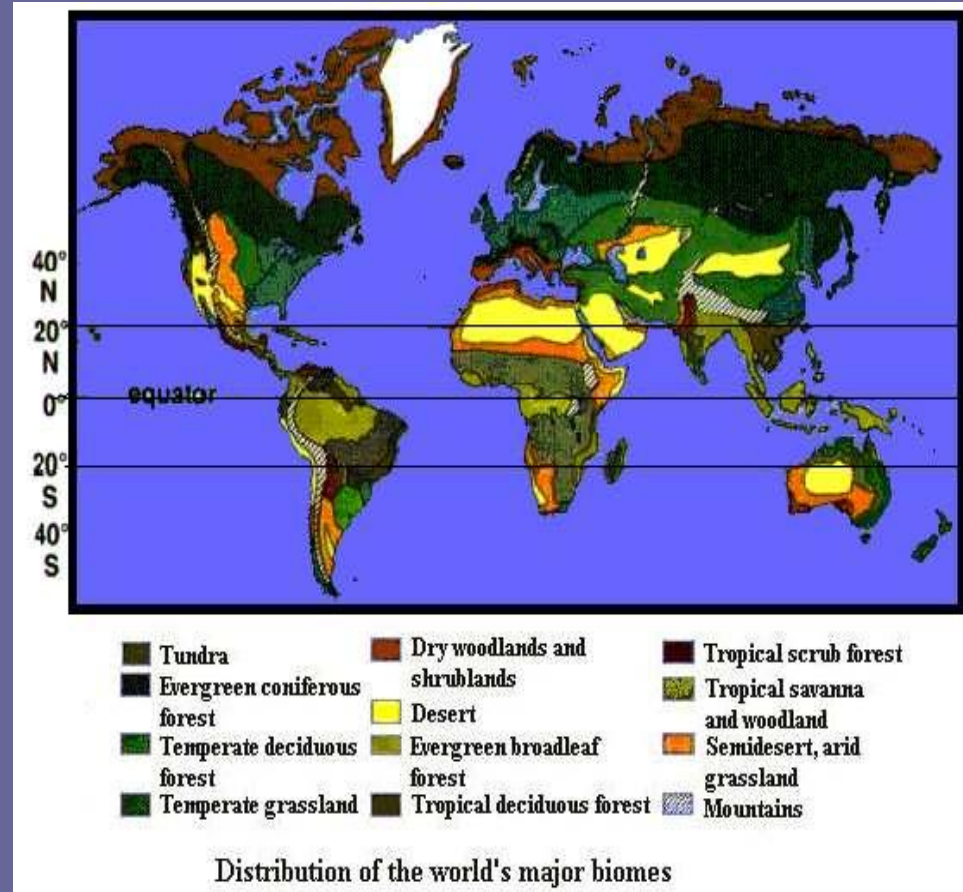 40°
N
20°
N
equator
0°
20°
S
40°
S
Tundra
Evergreen coniferous
forest
Temperate deciduous
forest
Temperate grassland
Dry woodlands and
shrublands
Desert
Evergreen broadleaf
forest
Tropical deciduous forest
Tropical scrub forest
Tropical savanna
and woodland
Semidesert, arid
grassland
Mountains
Distribution of the world's major biomes